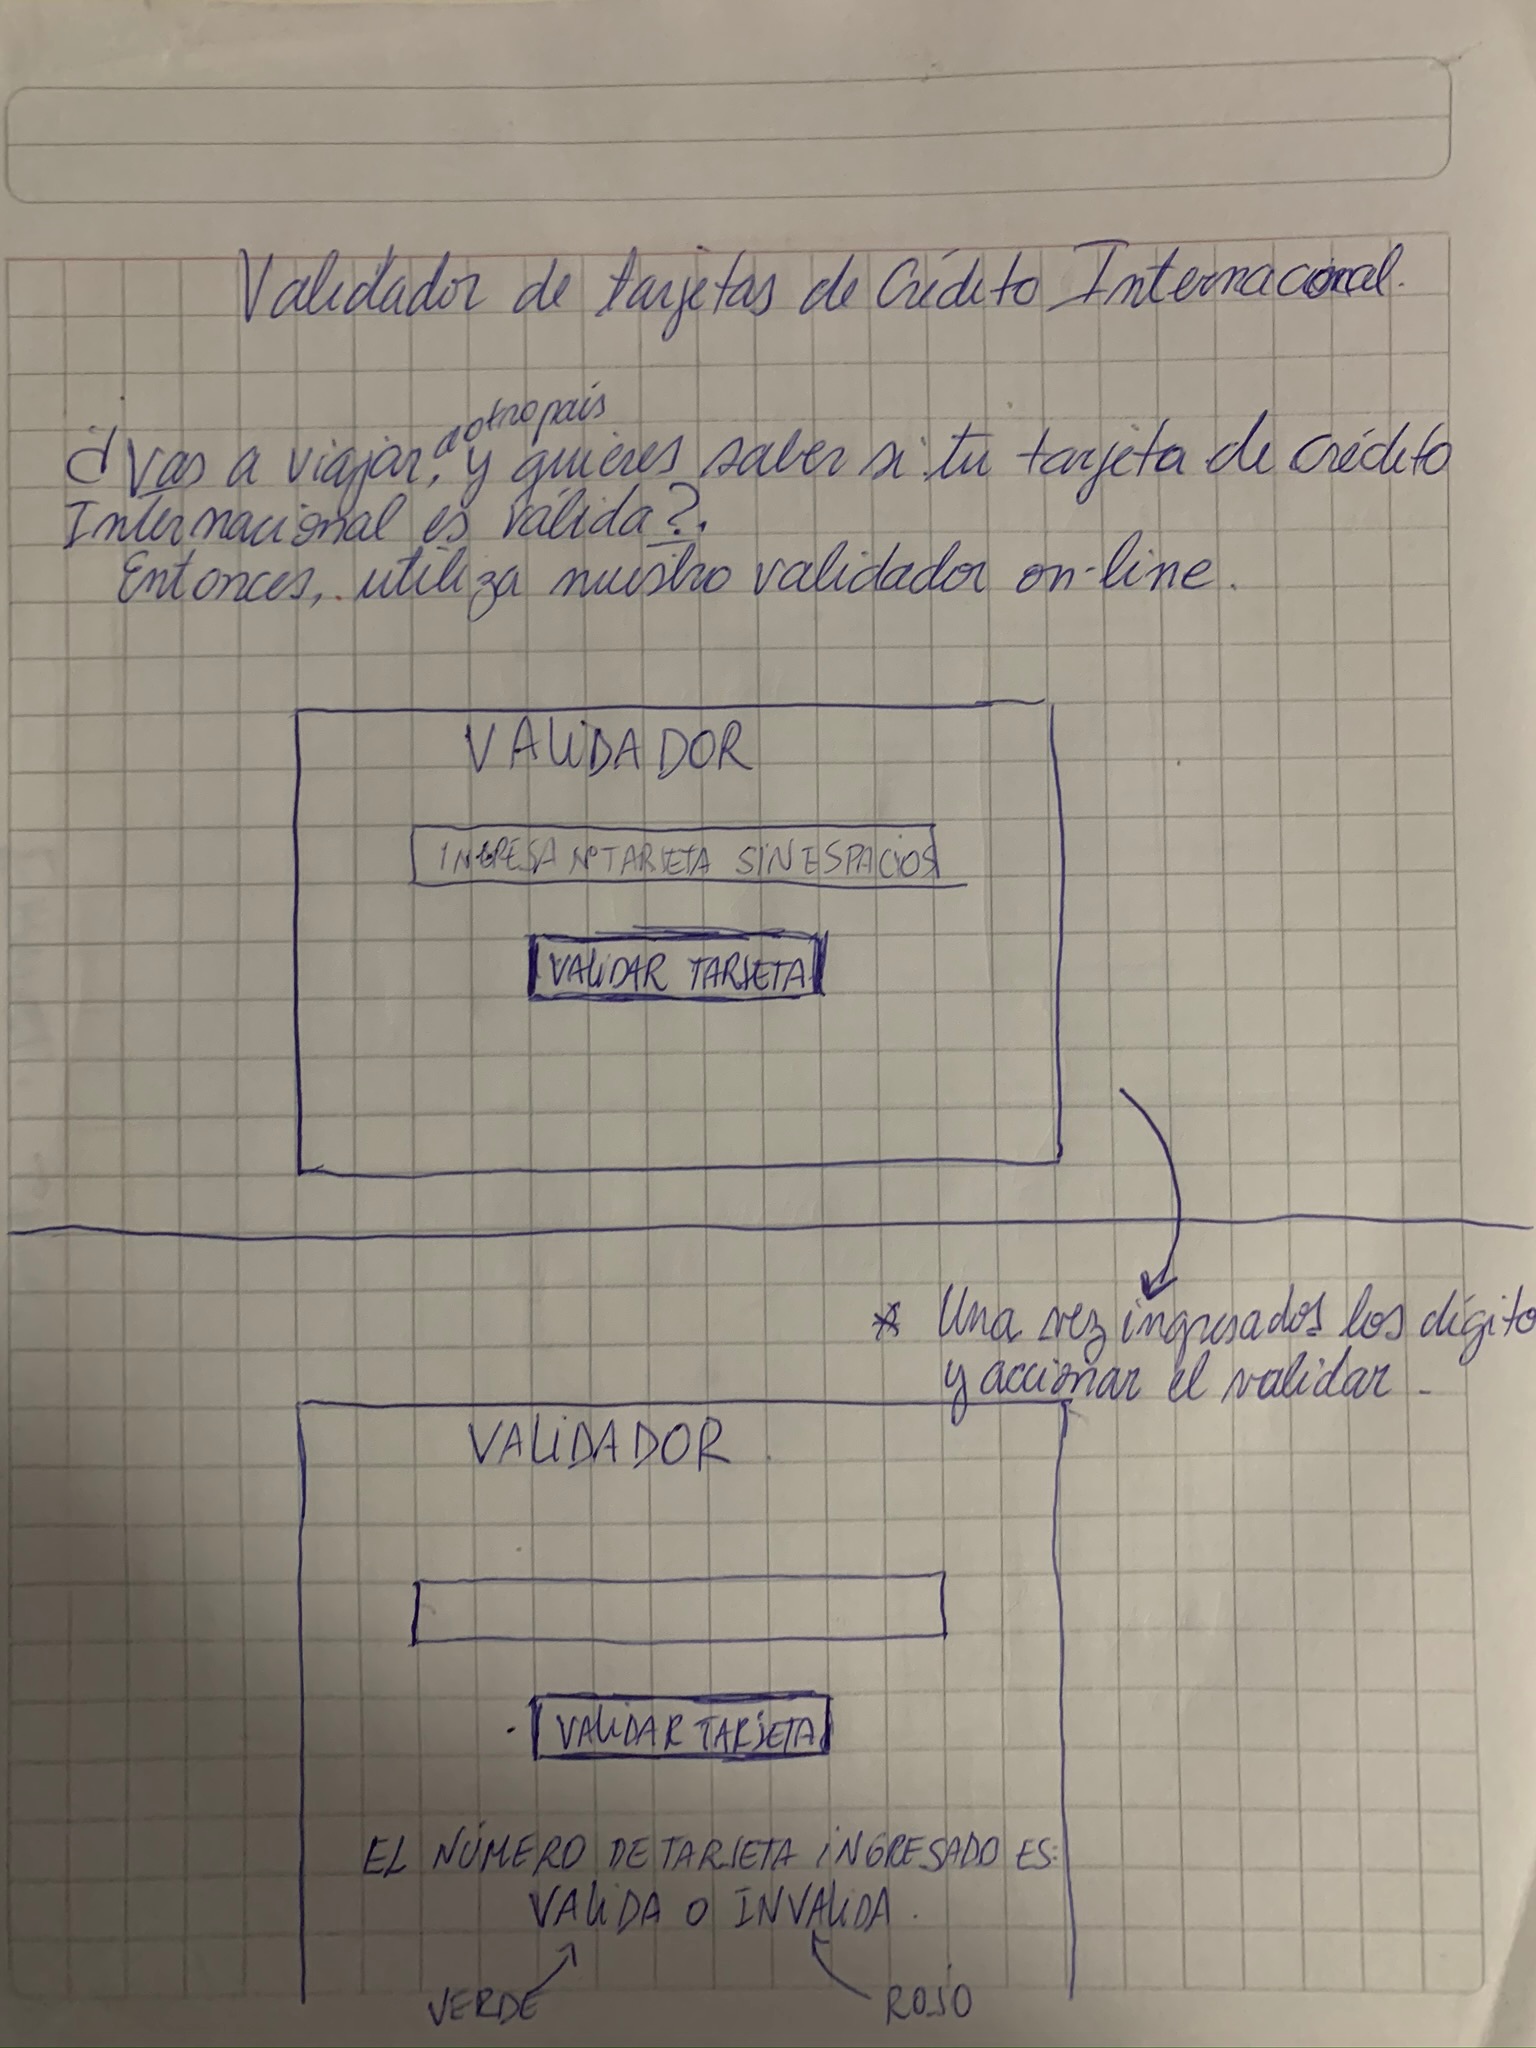 Validador de tarjetas de Crédito Internacional.
a otro país
¿Vas a viajar, y quieres saber si tu tarjeta de crédito
Internacional es válida?.
Entonces, utiliza nuestro validador on-line.
VALIDADOR
INGRESA Nº TARJETA SIN ESPACIOS
VALIDAR TARJETA
* Una vez ingresados los dígito
y accionar el validar.
VALIDADOR
VALIDAR TARJETA
EL NÚMERO DE TARJETA INGRESADO ES:
VALIDA O INVALIDA.
VERDE
ROJO